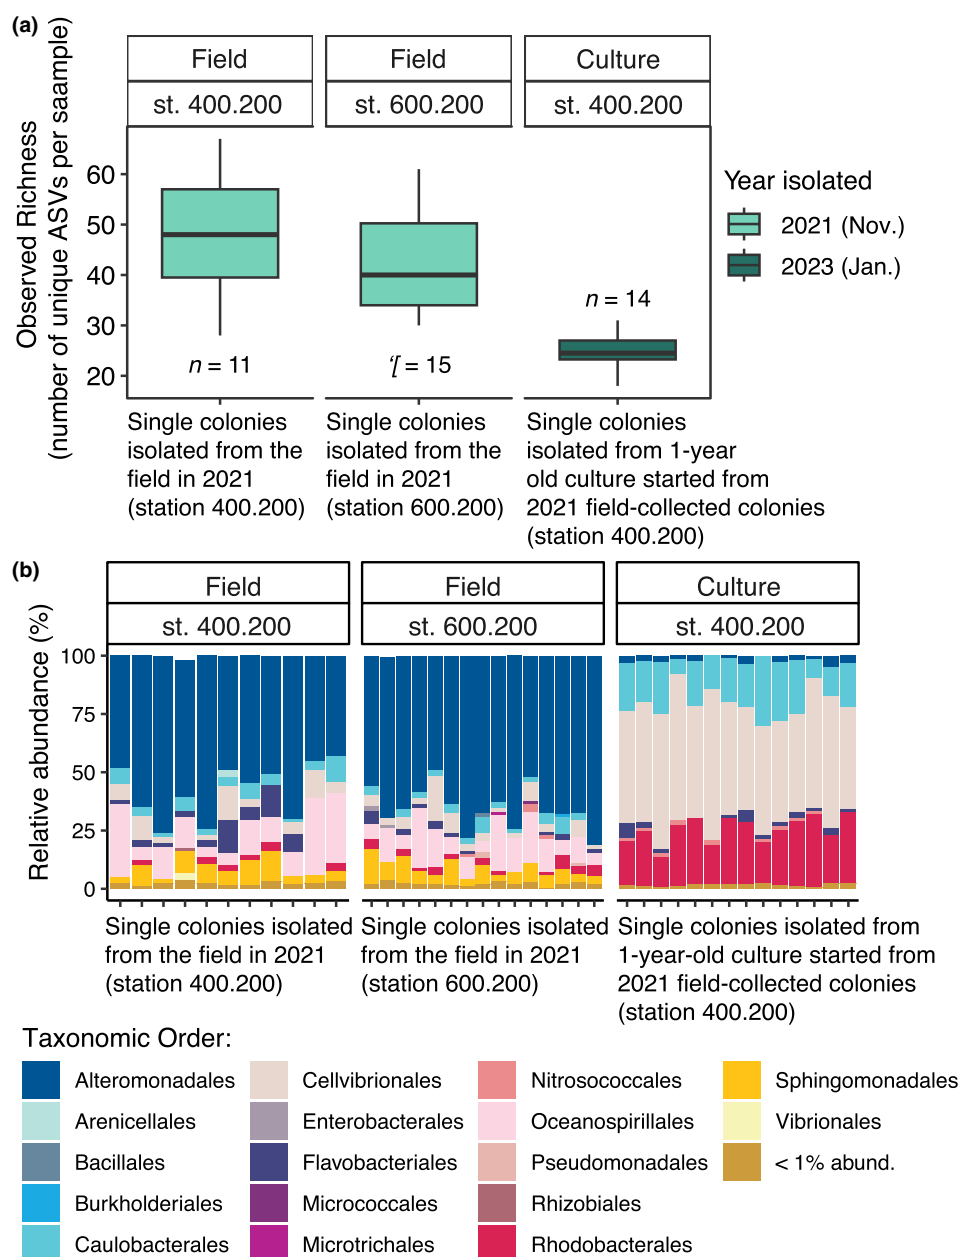 (a)
Observed Richness
(number of unique ASVs per saample)
Field
Field
Culture
st. 400.200
st. 600.200
st. 400.200
60
50
40
30
20
n = 11
‘[ = 15
n = 14
Year isolated
2021 (Nov.)
2023 (Jan.)
Single colonies
isolated from the
field in 2021
(station 400.200)
Single colonies
isolated from the
field in 2021
(station 600.200)
Single colonies
isolated from 1-year
old culture started from
2021 field-collected colonies
(station 400.200)
(b)
Relative abundance (%)
Field
Field
Culture
st. 400.200
st. 600.200
st. 400.200
100
75
50
25
0
Single colonies isolated
from the field in 2021
(station 400.200)
Single colonies isolated
from the field in 2021
(station 600.200)
Single colonies isolated from
1-year-old culture started from
2021 field-collected colonies
(station 400.200)
Taxonomic Order:
Alteromonadales
Arenicellales
Bacillales
Burkholderiales
Caulobacterales
Cellvibrionales
Enterobacterales
Flavobacteriales
Micrococcales
Microtrichales
Nitrosococcales
Oceanospirillales
Pseudomonadales
Rhizobiales
Rhodobacterales
Sphingomonadales
Vibrionales
< 1% abund.